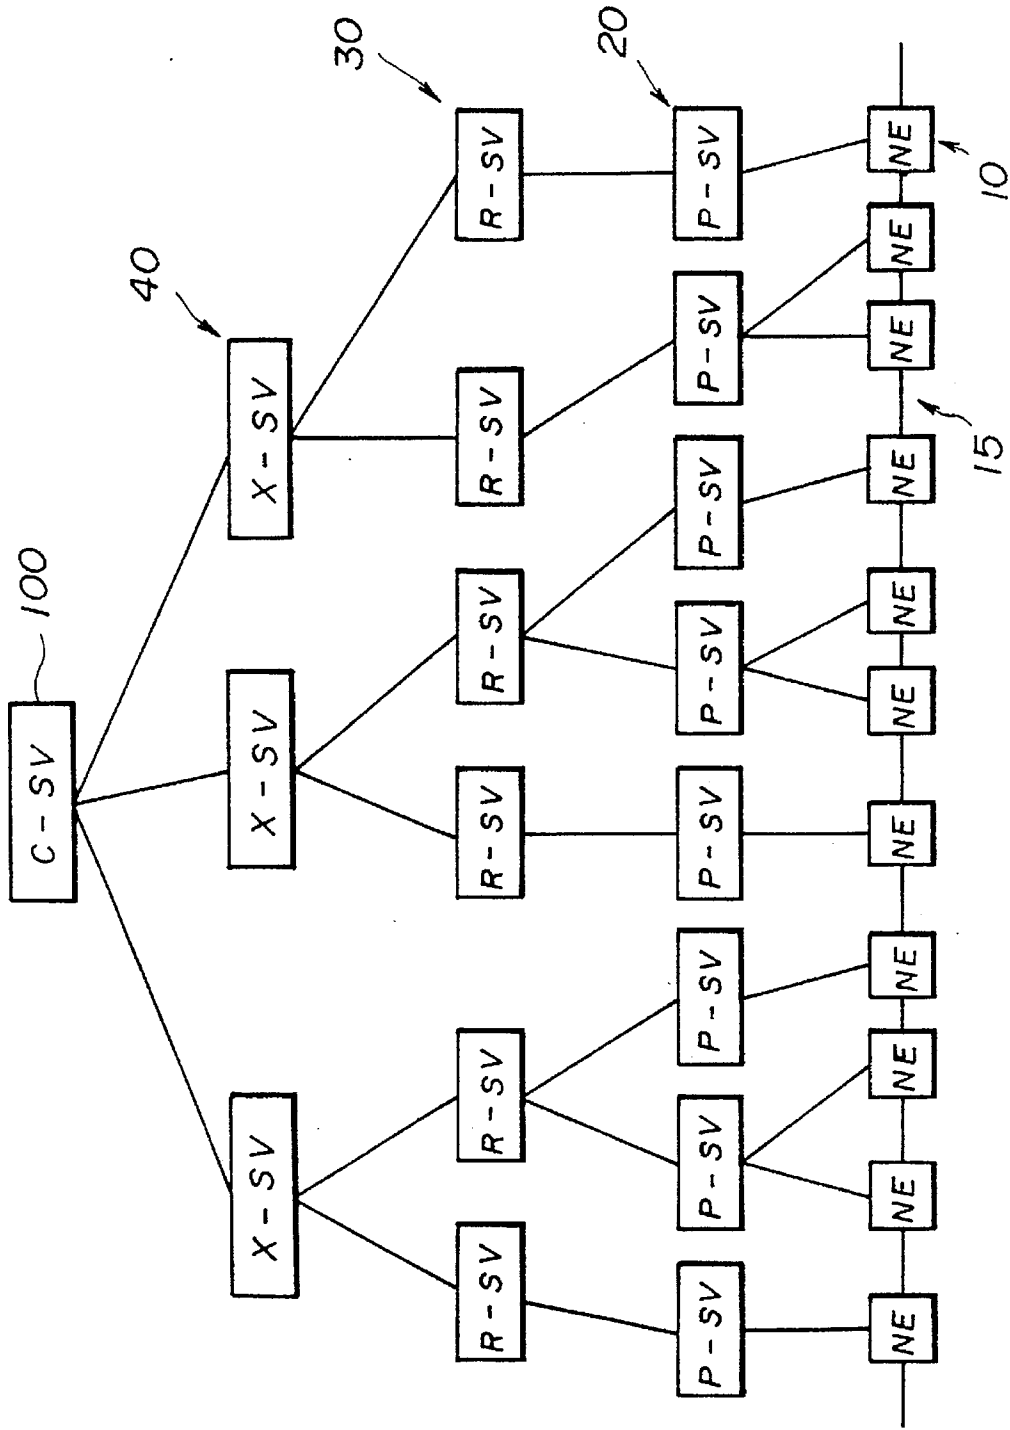 C-SV 100
40
X-SV X-SV X-SV
30
R-SV R-SV R-SV R-SV R-SV R-SV
20
P-SV P-SV P-SV P-SV P-SV P-SV P-SV P-SV
NE NE NE NE NE NE NE NE NE NE NE
15 10